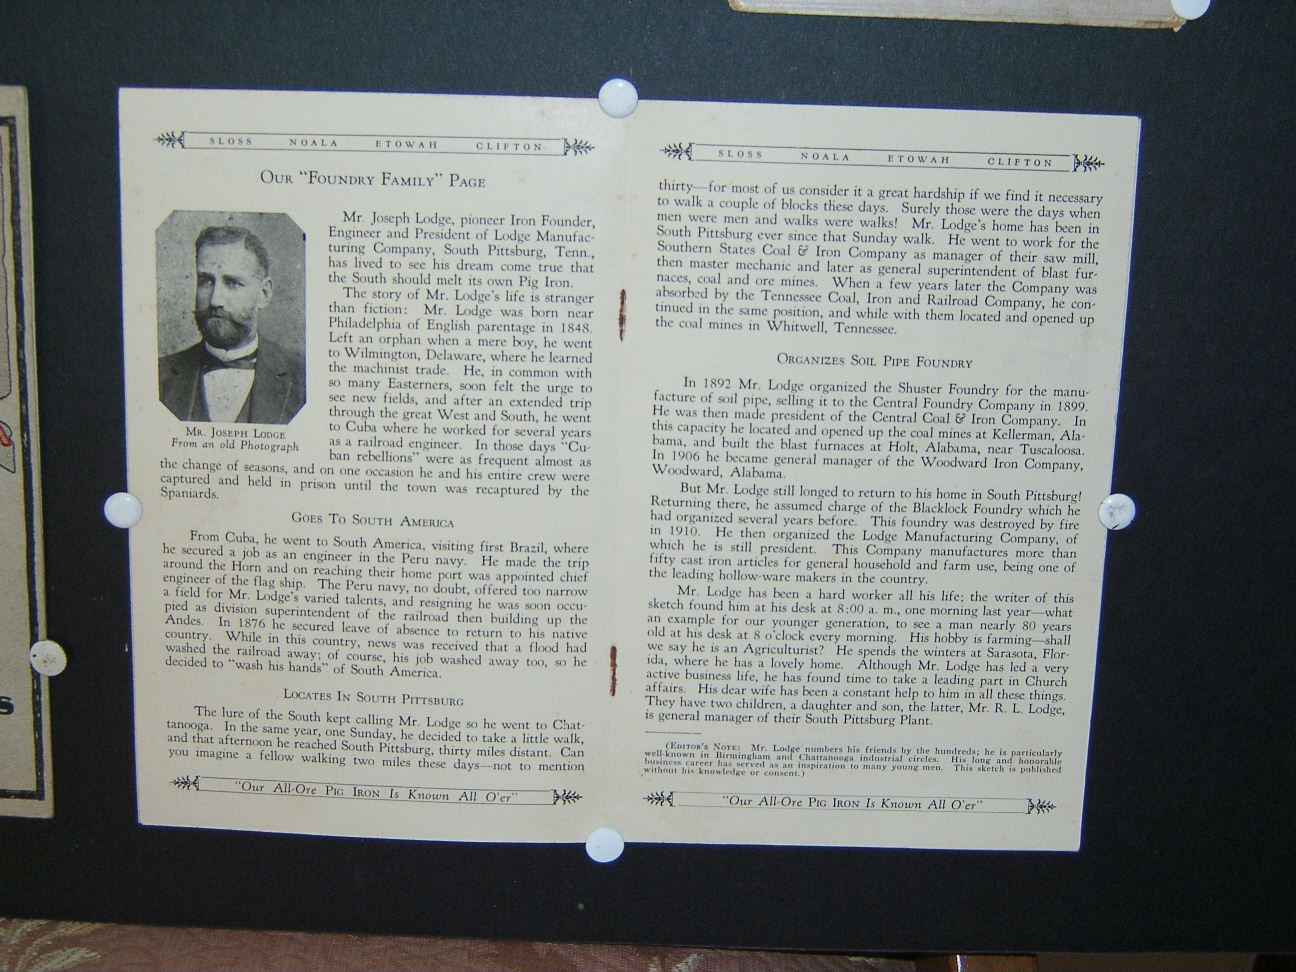 SLOSS NOALA ETOWAH CLIFTON
OUR "FOUNDRY FAMILY" PAGE
Mr. Joseph Lodge, pioneer Iron Founder,
Engineer and President of Lodge Manufac-
turing Company, South Pittsburg, Tenn.,
has lived to see his dream come true that
the South should melt its own Pig Iron.
The story of Mr. Lodge's life is stranger
than fiction: Mr. Lodge was born near
Philadelphia of English parentage in 1848.
Left an orphan when a mere boy, he went
to Wilmington, Delaware, where he learned
the machinist trade. He, in common with
so many Easterners, soon felt the urge to
see new fields, and after an extended trip
through the great West and South, he went
to Cuba where he worked for several years
as a railroad engineer. In those days "Cu-
ban rebellions" were as frequent almost as
MR. JOSEPH LODGE
From an old Photograph
the change of seasons, and on one occasion he and his entire crew were
captured and held in prison until the town was recaptured by the
Spaniards.
GOES TO SOUTH AMERICA
From Cuba, he went to South America, visiting first Brazil, where
he secured a job as an engineer in the Peru navy. He made the trip
around the Horn and on reaching their home port was appointed chief
engineer of the flag ship. The Peru navy, no doubt, offered too narrow
a field for Mr. Lodge's varied talents, and resigning he was soon occu-
pied as division superintendent of the railroad then building up the
Andes. In 1876 he secured leave of absence to return to his native
country. While in this country, news was received that a flood had
washed the railroad away; of course, his job washed away too, so he
decided to "wash his hands" of South America.
LOCATES IN SOUTH PITTSBURG
The lure of the South kept calling Mr. Lodge so he went to Chat-
tanooga. In the same year, one Sunday, he decided to take a little walk,
and that afternoon he reached South Pittsburg, thirty miles distant. Can
you imagine a fellow walking two miles these days—not to mention
"Our All-Ore PIG IRON Is Known All O'er"
SLOSS NOALA ETOWAH CLIFTON
thirty—for most of us consider it a great hardship if we find it necessary
to walk a couple of blocks these days. Surely those were the days when
men were men and walks were walks! Mr. Lodge's home has been in
South Pittsburg ever since that Sunday walk. He went to work for the
Southern States Coal & Iron Company as manager of their saw mill,
then master mechanic and later as general superintendent of blast fur-
naces, coal and ore mines. When a few years later the Company was
absorbed by the Tennessee Coal, Iron and Railroad Company, he con-
tinued in the same position, and while with them located and opened up
the coal mines in Whitwell, Tennessee.
ORGANIZES SOIL PIPE FOUNDRY
In 1892 Mr. Lodge organized the Shuster Foundry for the manu-
facture of soil pipe, selling it to the Central Foundry Company in 1899.
He was then made president of the Central Coal & Iron Company. In
this capacity he located and opened up the coal mines at Kellerman, Ala-
bama, and built the blast furnaces at Holt, Alabama, near Tuscaloosa.
In 1906 he became general manager of the Woodward Iron Company,
Woodward, Alabama.
But Mr. Lodge still longed to return to his home in South Pittsburg!
Returning there, he assumed charge of the Blacklock Foundry which he
had organized several years before. This foundry was destroyed by fire
in 1910. He then organized the Lodge Manufacturing Company, of
which he is still president. This Company manufactures more than
fifty cast iron articles for general household and farm use, being one of
the leading hollow-ware makers in the country.
Mr. Lodge has been a hard worker all his life; the writer of this
sketch found him at his desk at 8:00 a. m., one morning last year—what
an example for our younger generation, to see a man nearly 80 years
old at his desk at 8 o'clock every morning. His hobby is farming—shall
we say he is an Agriculturist? He spends the winters at Sarasota, Flor-
ida, where he has a lovely home. Although Mr. Lodge has led a very
active business life, he has found time to take a leading part in Church
affairs. His dear wife has been a constant help to him in all these things.
They have two children, a daughter and son, the latter, Mr. R. L. Lodge,
is general manager of their South Pittsburg Plant.
(EDITOR'S NOTE: Mr. Lodge numbers his friends by the hundreds; he is particularly
well-known in Birmingham and Chattanooga industrial circles. His long and honorable
business career has served as an inspiration to many young men. This sketch is published
without his knowledge or consent.)
"Our All-Ore PIG IRON Is Known All O'er"